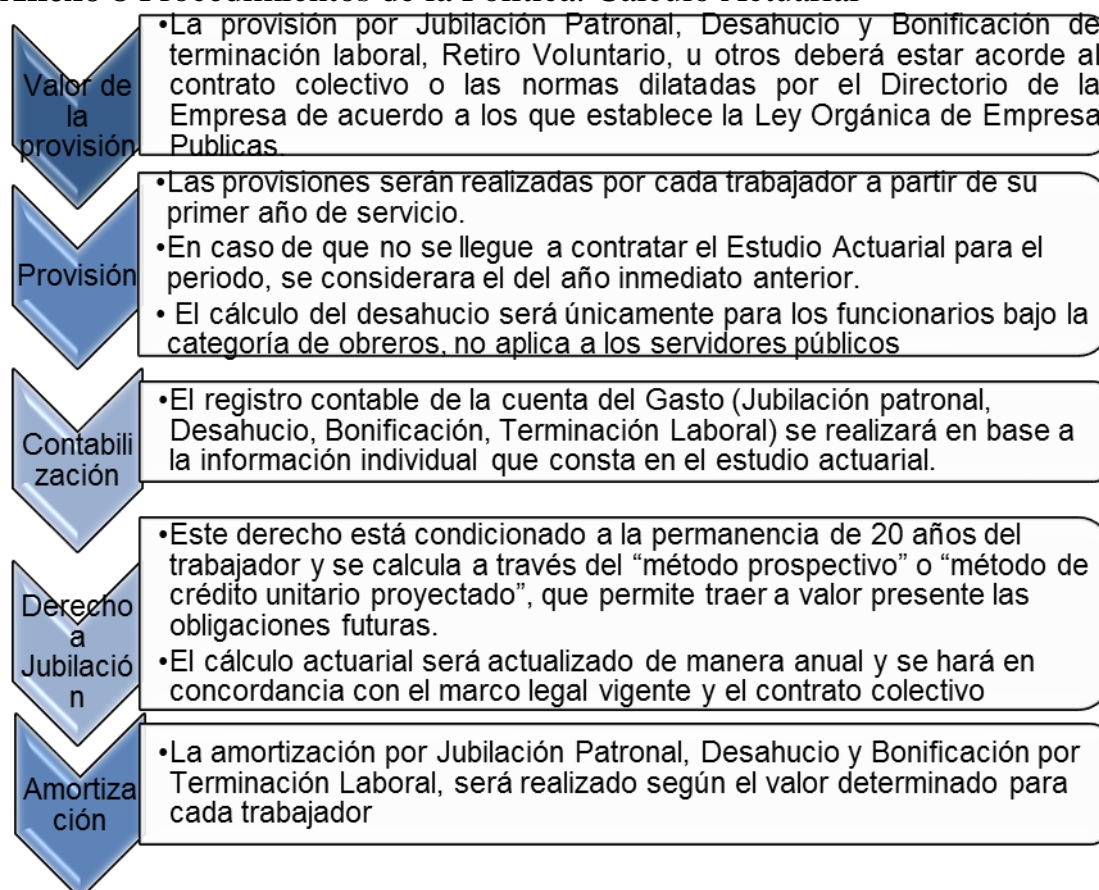 Anexo 8 Procedimientos de la Política: Cálculo Actuarial
Valor de
la
provisión
•La provisión por Jubilación Patronal, Desahucio y Bonificación de
terminación laboral, Retiro Voluntario, u otros deberá estar acorde al
contrato colectivo o las normas dilatadas por el Directorio de la
Empresa de acuerdo a los que establece la Ley Orgánica de Empresa
Publicas.
Provisión
•Las provisiones serán realizadas por cada trabajador a partir de su
primer año de servicio.
•En caso de que no se llegue a contratar el Estudio Actuarial para el
periodo, se considerara el del año inmediato anterior.
• El cálculo del desahucio será únicamente para los funcionarios bajo la
categoría de obreros, no aplica a los servidores públicos
Contabili
zación
•El registro contable de la cuenta del Gasto (Jubilación patronal,
Desahucio, Bonificación, Terminación Laboral) se realizará en base a
la información individual que consta en el estudio actuarial.
Derecho
a
Jubilació
n
•Este derecho está condicionado a la permanencia de 20 años del
trabajador y se calcula a través del “método prospectivo” o “método de
crédito unitario proyectado”, que permite traer a valor presente las
obligaciones futuras.
•El cálculo actuarial será actualizado de manera anual y se hará en
concordancia con el marco legal vigente y el contrato colectivo
Amortiza
ción
•La amortización por Jubilación Patronal, Desahucio y Bonificación por
Terminación Laboral, será realizado según el valor determinado para
cada trabajador